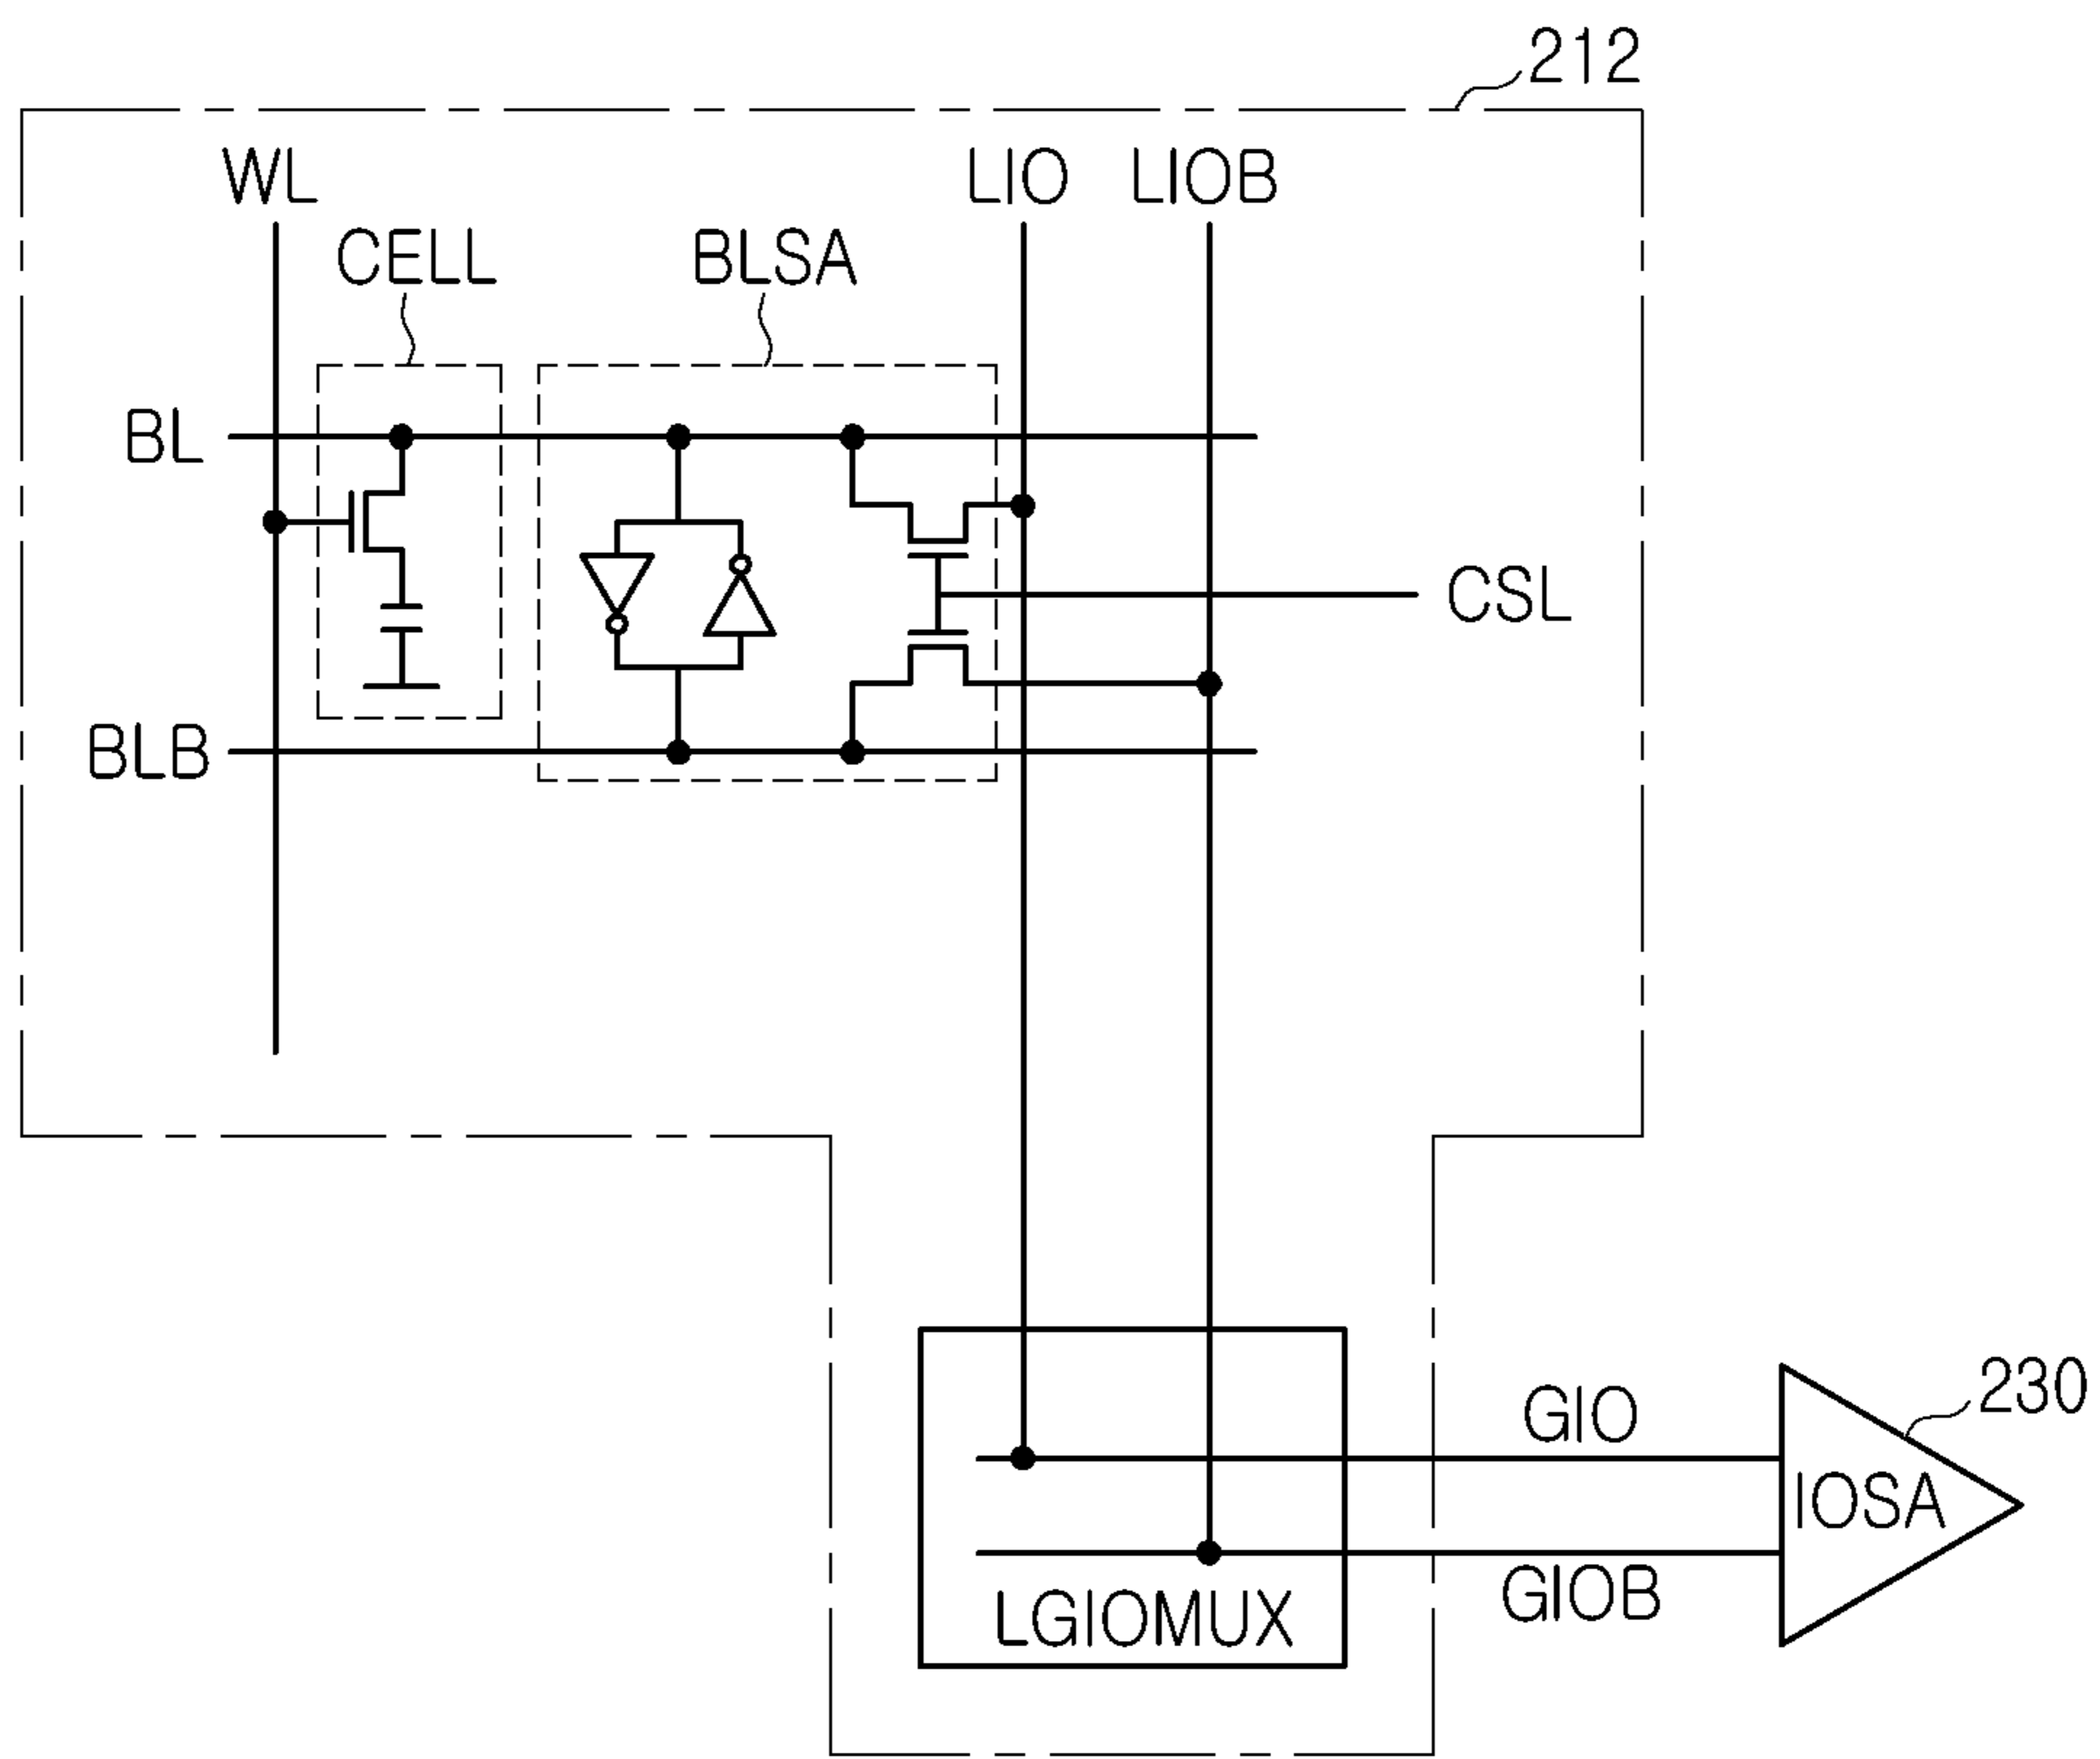 212
WL
LIO
LIOB
CELL
BLSA
BL
CSL
BLB
GIO
230
IOSA
GIOB
LGIOMUX